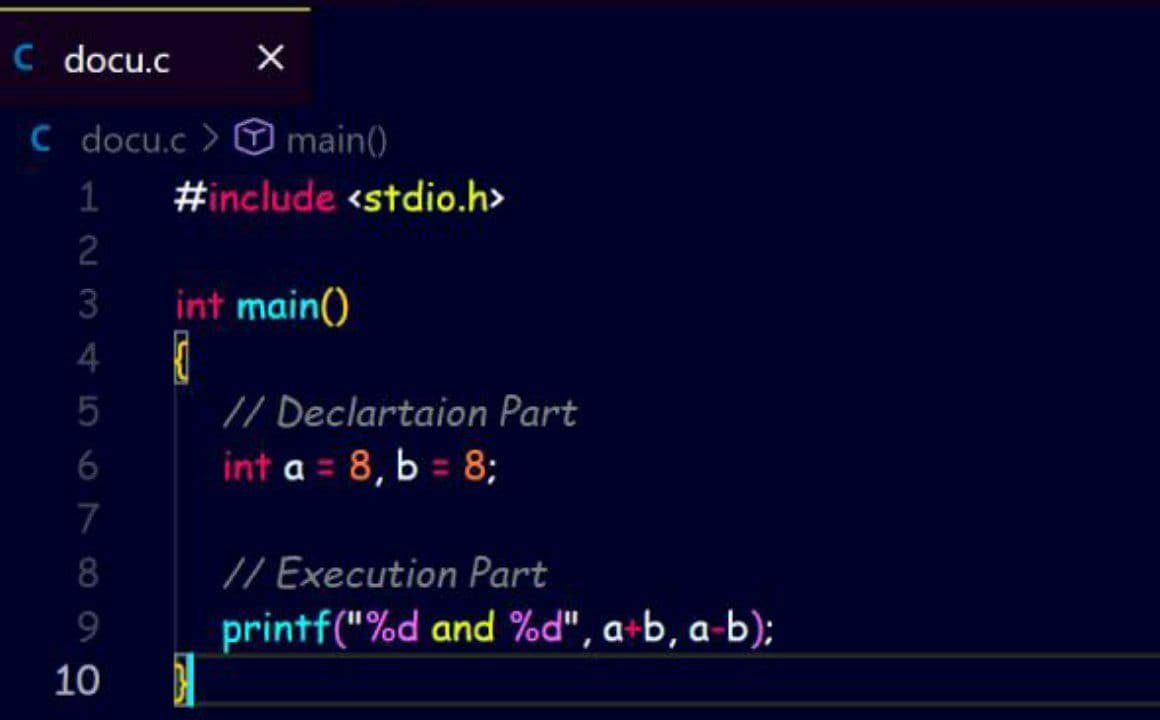 C docu.c ×
C docu.c > main()
1 #include <stdio.h>
2
3 int main()
4 {
5 // Declartaion Part
6 int a = 8, b = 8;
7
8 // Execution Part
9 printf("%d and %d", a+b, a-b);
10 }